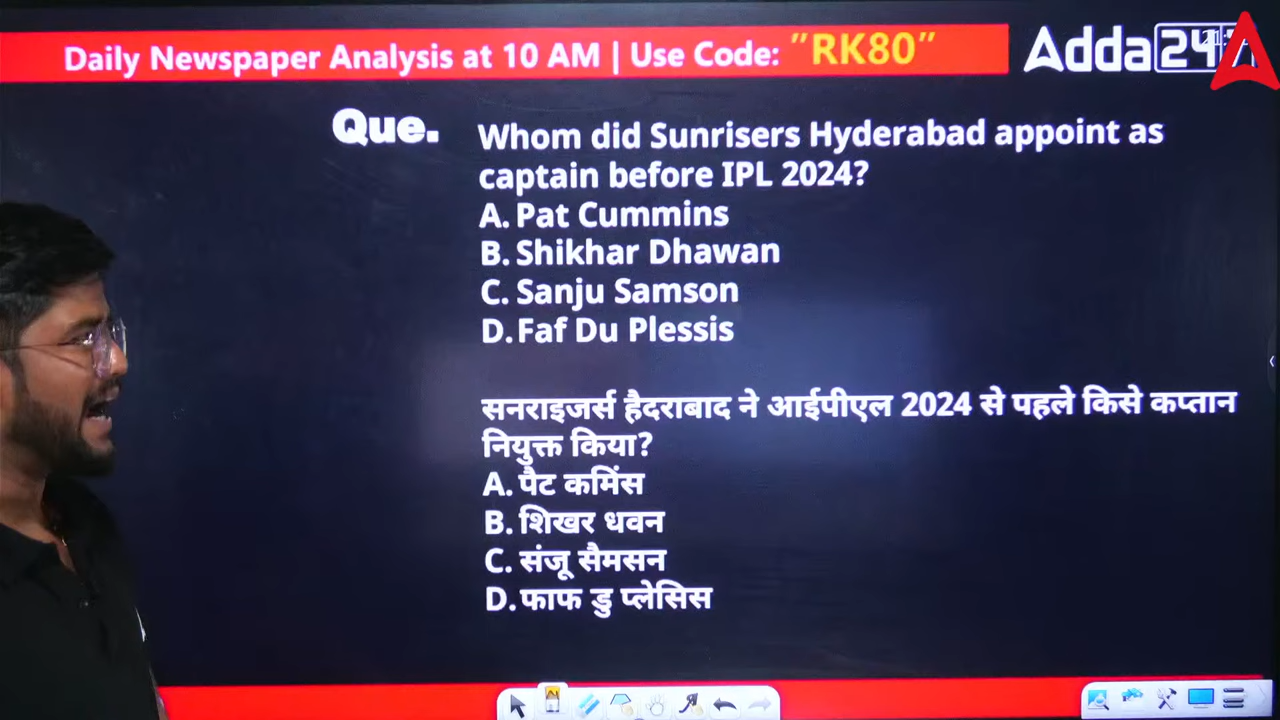 Daily Newspaper Analysis at 10 AM | Use Code: "RK80"
Adda247
Que. Whom did Sunrisers Hyderabad appoint as
captain before IPL 2024?
A. Pat Cummins
B. Shikhar Dhawan
C. Sanju Samson
D. Faf Du Plessis
सनराइजर्स हैदराबाद ने आईपीएल 2024 से पहले किसे कप्तान
नियुक्त किया?
A. पैट कमिंस
B. शिखर धवन
C. संजू सैमसन
D. फाफ डु प्लेसिस